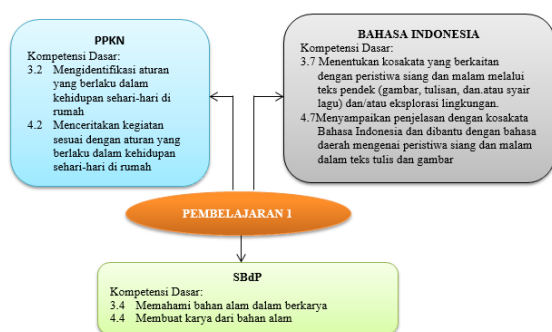 PPKN
Kompetensi Dasar:
3.2 Mengidentifikasi aturan
yang berlaku dalam
kehidupan sehari-hari di
rumah
4.2 Menceritakan kegiatan
sesuai dengan aturan yang
berlaku dalam kehidupan
sehari-hari di rumah
BAHASA INDONESIA
Kompetensi Dasar:
3.7 Menentukan kosakata yang berkaitan
dengan peristiwa siang dan malam melalui
teks pendek (gambar, tulisan, dan.atau syair
lagu) dan/atau eksplorasi lingkungan.
4.7Menyampaikan penjelasan dengan kosakata
Bahasa Indonesia dan dibantu dengan bahasa
daerah mengenai peristiwa siang dan malam
dalam teks tulis dan gambar
PEMBELAJARAN 1
SBdP
Kompetensi Dasar:
3.4 Memahami bahan alam dalam berkarya
4.4 Membuat karya dari bahan alam